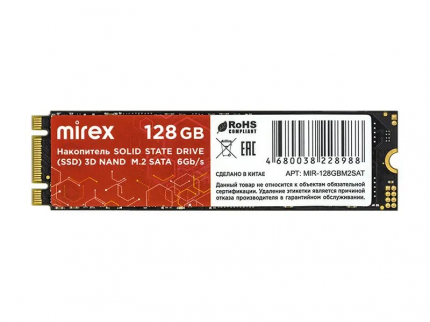 mirex 128 GB
Накопитель SOLID STATE DRIVE
(SSD) 3D NAND M.2 SATA 6Gb/s
RoHS
COMPLIANT
EAC
4 680038 228988
СДЕЛАНО В КИТАЕ АРТ: MIR-128GBM2SAT
Данный товар не относится к объектам обязательной
сертификации. Удаление этикетки является причиной
отказа производителя в гарантийном обслуживании.